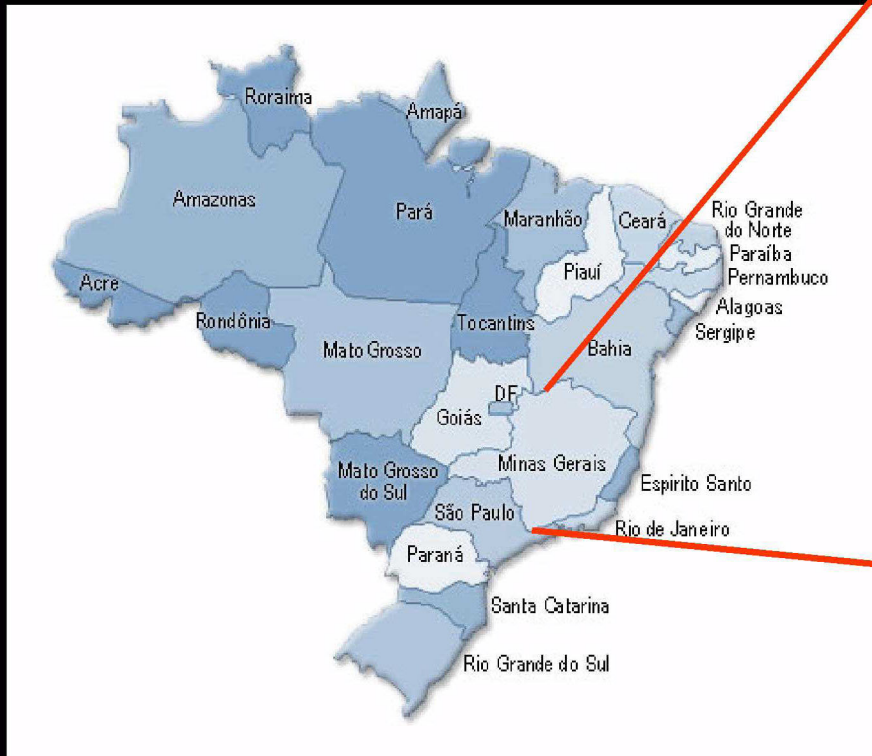 Roraima
Amapá
Amazonas
Pará
Maranhão
Ceará
Rio Grande
do Norte
Paraíba
Piauí
Pernambuco
Acre
Alagoas
Rondônia
Tocantins
Sergipe
Mato Grosso
Bahia
DF
Goiás
Minas Gerais
Mato Grosso
do Sul
Espirito Santo
São Paulo
Rio de Janeiro
Paraná
Santa Catarina
Rio Grande do Sul